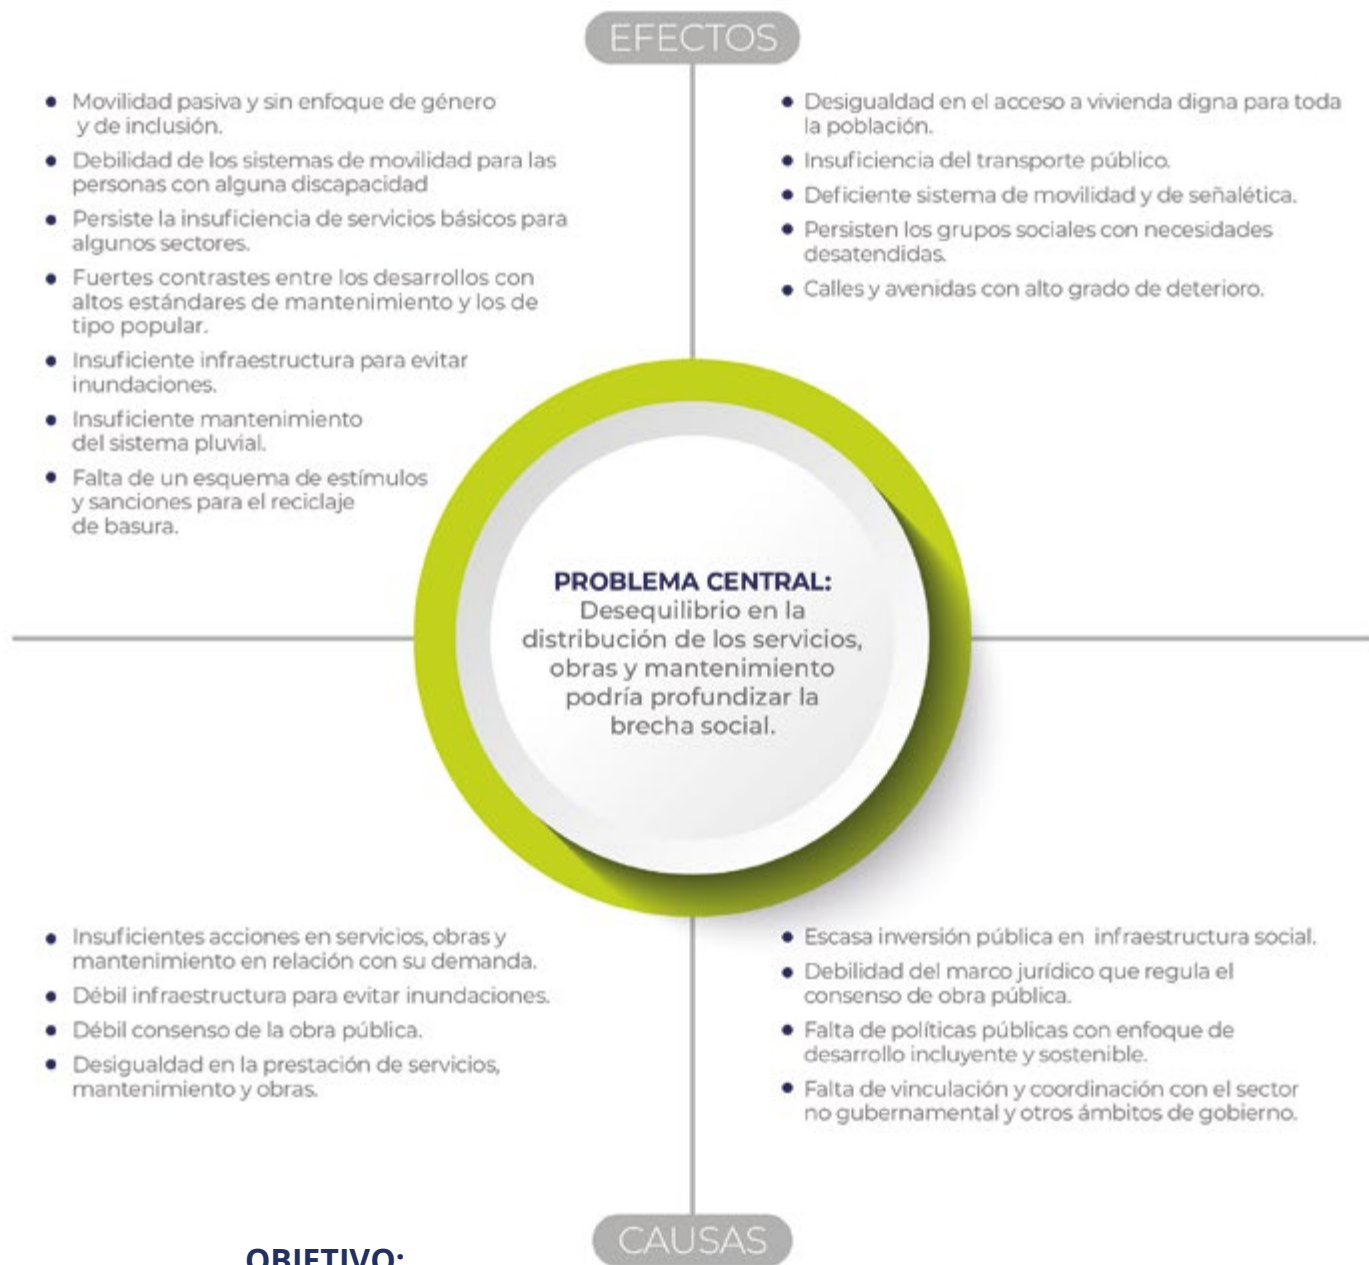 EFECTOS
• Movilidad pasiva y sin enfoque de género
y de inclusión.
• Debilidad de los sistemas de movilidad para las
personas con alguna discapacidad
• Persiste la insuficiencia de servicios básicos para
algunos sectores.
• Fuertes contrastes entre los desarrollos con
altos estándares de mantenimiento y los de
tipo popular.
• Insuficiente infraestructura para evitar
inundaciones.
• Insuficiente mantenimiento
del sistema pluvial.
• Falta de un esquema de estímulos
y sanciones para el reciclaje
de basura.
• Desigualdad en el acceso a vivienda digna para toda
la población.
• Insuficiencia del transporte público.
• Deficiente sistema de movilidad y de señalética.
• Persisten los grupos sociales con necesidades
desatendidas.
• Calles y avenidas con alto grado de deterioro.
PROBLEMA CENTRAL:
Desequilibrio en la
distribución de los servicios,
obras y mantenimiento
podría profundizar la
brecha social.
• Insuficientes acciones en servicios, obras y
mantenimiento en relación con su demanda.
• Débil infraestructura para evitar inundaciones.
• Débil consenso de la obra pública.
• Desigualdad en la prestación de servicios,
mantenimiento y obras.
• Escasa inversión pública en infraestructura social.
• Debilidad del marco jurídico que regula el
consenso de obra pública.
• Falta de políticas públicas con enfoque de
desarrollo incluyente y sostenible.
• Falta de vinculación y coordinación con el sector
no gubernamental y otros ámbitos de gobierno.
CAUSAS
OBJETIVO: